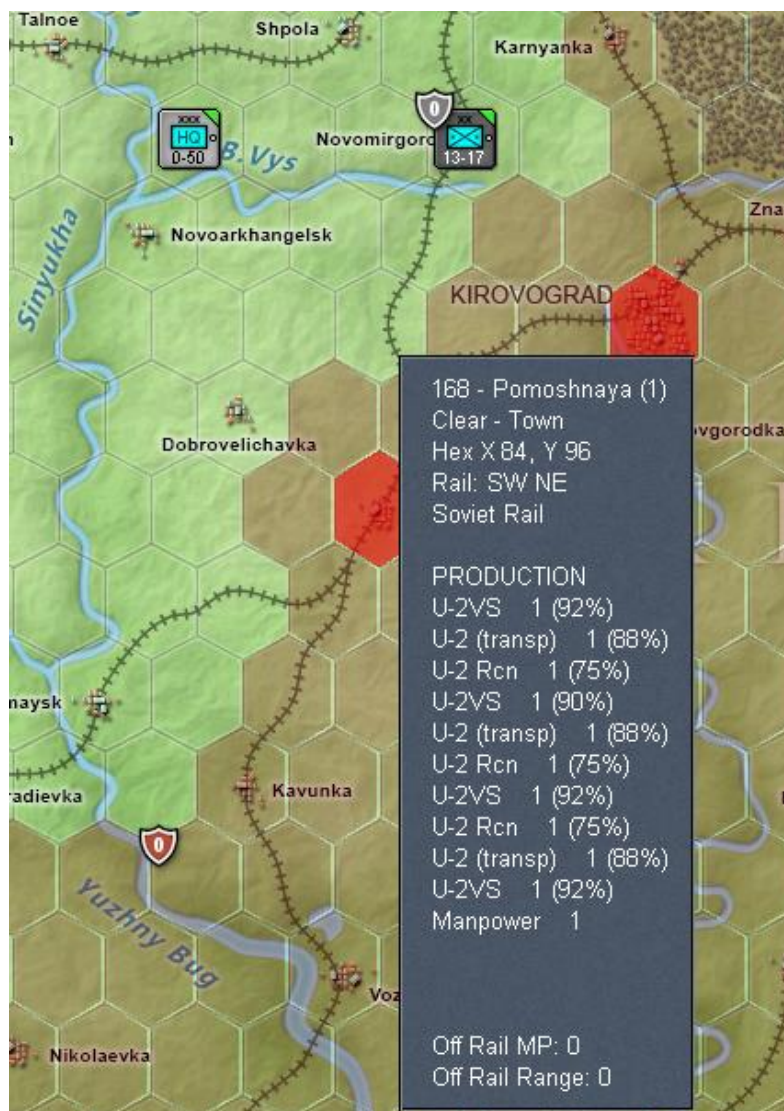 Talnoe
Shpola
Karnyanka
xxx
HQ
0-50
B.Vys
0
Novomirgoro
xx
13-17
Zna
Novoarkhangelsk
Sinyukha
KIROVOGRAD
Dobrovelichavka
ovgorodka
168 - Pomoshnaya (1)
Clear - Town
Hex X 84, Y 96
Rail: SW NE
Soviet Rail
PRODUCTION
U-2VS 1 (92%)
U-2 (transp) 1 (88%)
U-2 Rcn 1 (75%)
U-2VS 1 (90%)
U-2 (transp) 1 (88%)
U-2 Rcn 1 (75%)
U-2VS 1 (92%)
U-2 Rcn 1 (75%)
U-2 (transp) 1 (88%)
U-2VS 1 (92%)
Manpower 1
Off Rail MP: 0
Off Rail Range: 0
maysk
Kavunka
radievka
0
Yuzhny Bug
Voz
Nikolaevka